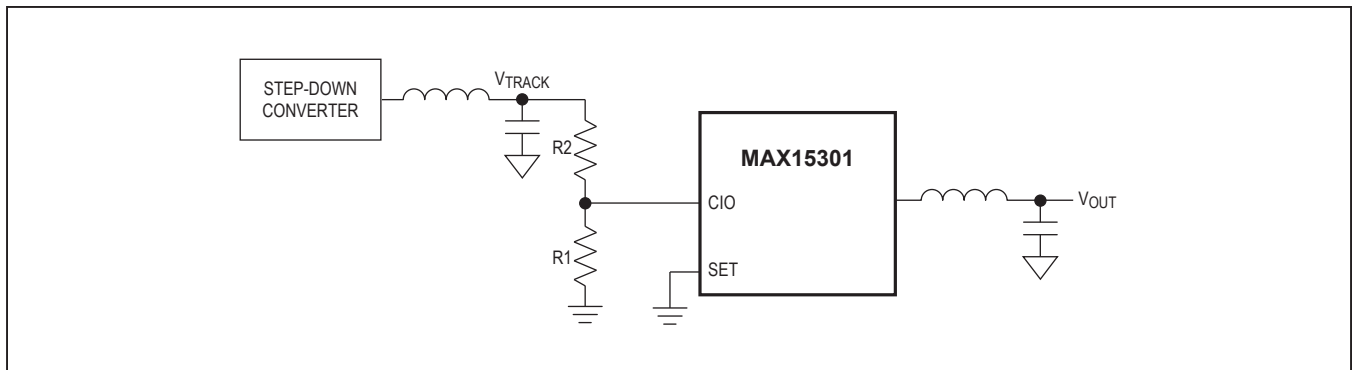 STEP-DOWN
CONVERTER
VTRACK
R2
MAX15301
CIO
R1
SET
VOUT